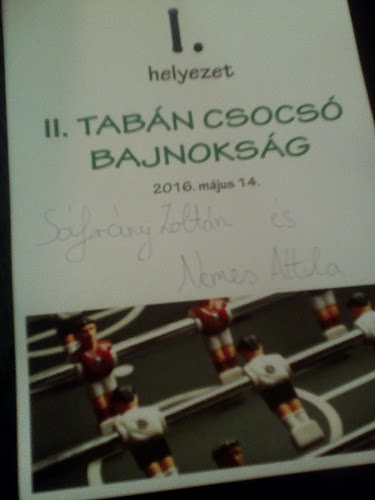 I.
helyezet
II. TABÁN CSOCSÓ
BAJNOKSÁG
2016. május 14.
Sáfrány Zoltán és
Nemes Attila